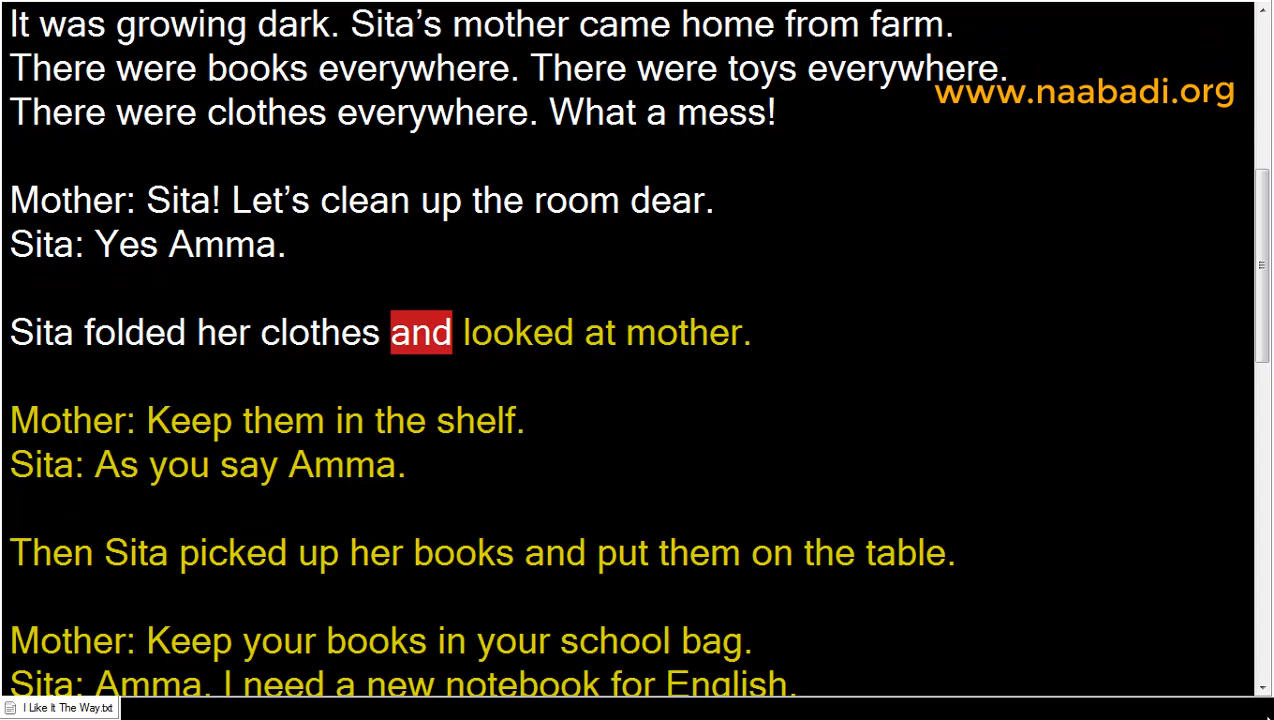 It was growing dark. Sita’s mother came home from farm.
There were books everywhere. There were toys everywhere.
www.naabadi.org
There were clothes everywhere. What a mess!
Mother: Sita! Let’s clean up the room dear.
Sita: Yes Amma.
Sita folded her clothes and looked at mother.
Mother: Keep them in the shelf.
Sita: As you say Amma.
Then Sita picked up her books and put them on the table.
Mother: Keep your books in your school bag.
Sita: Amma, I need a new notebook for English.
I Like It The Way.txt